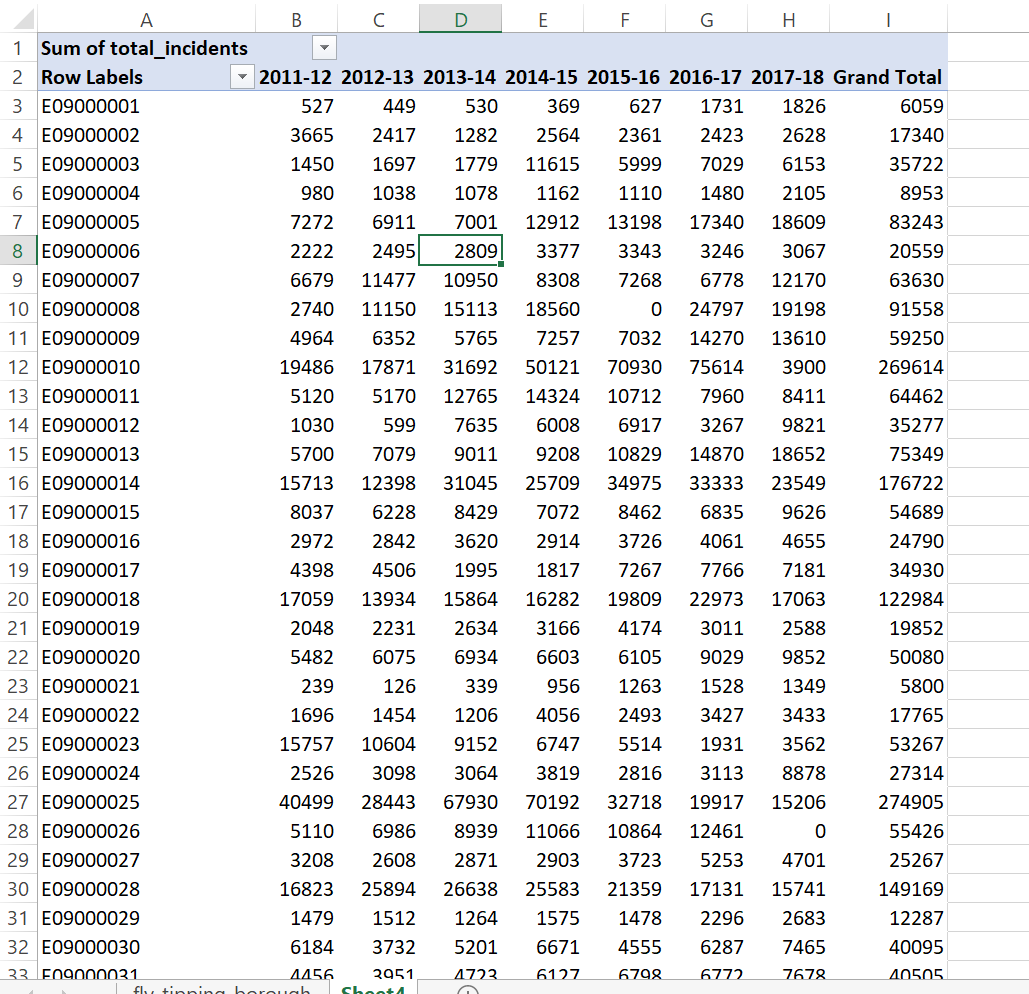 A B C D E F G H I
1 Sum of total_incidents
2 Row Labels 2011-12 2012-13 2013-14 2014-15 2015-16 2016-17 2017-18 Grand Total
3 E09000001 527 449 530 369 627 1731 1826 6059
4 E09000002 3665 2417 1282 2564 2361 2423 2628 17340
5 E09000003 1450 1697 1779 11615 5999 7029 6153 35722
6 E09000004 980 1038 1078 1162 1110 1480 2105 8953
7 E09000005 7272 6911 7001 12912 13198 17340 18609 83243
8 E09000006 2222 2495 2809 3377 3343 3246 3067 20559
9 E09000007 6679 11477 10950 8308 7268 6778 12170 63630
10 E09000008 2740 11150 15113 18560 0 24797 19198 91558
11 E09000009 4964 6352 5765 7257 7032 14270 13610 59250
12 E09000010 19486 17871 31692 50121 70930 75614 3900 269614
13 E09000011 5120 5170 12765 14324 10712 7960 8411 64462
14 E09000012 1030 599 7635 6008 6917 3267 9821 35277
15 E09000013 5700 7079 9011 9208 10829 14870 18652 75349
16 E09000014 15713 12398 31045 25709 34975 33333 23549 176722
17 E09000015 8037 6228 8429 7072 8462 6835 9626 54689
18 E09000016 2972 2842 3620 2914 3726 4061 4655 24790
19 E09000017 4398 4506 1995 1817 7267 7766 7181 34930
20 E09000018 17059 13934 15864 16282 19809 22973 17063 122984
21 E09000019 2048 2231 2634 3166 4174 3011 2588 19852
22 E09000020 5482 6075 6934 6603 6105 9029 9852 50080
23 E09000021 239 126 339 956 1263 1528 1349 5800
24 E09000022 1696 1454 1206 4056 2493 3427 3433 17765
25 E09000023 15757 10604 9152 6747 5514 1931 3562 53267
26 E09000024 2526 3098 3064 3819 2816 3113 8878 27314
27 E09000025 40499 28443 67930 70192 32718 19917 15206 274905
28 E09000026 5110 6986 8939 11066 10864 12461 0 55426
29 E09000027 3208 2608 2871 2903 3723 5253 4701 25267
30 E09000028 16823 25894 26638 25583 21359 17131 15741 149169
31 E09000029 1479 1512 1264 1575 1478 2296 2683 12287
32 E09000030 6184 3732 5201 6671 4555 6287 7465 40095
33 E09000031 4456 3951 4723 6127 6798 6772 7678 40505
fly_tipping_borough Sheet4